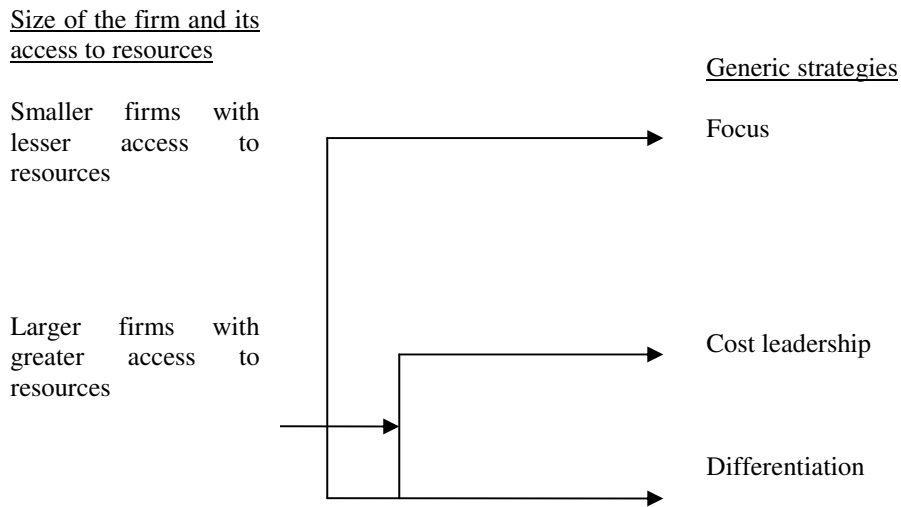 Size of the firm and its
access to resources
Generic strategies
Smaller firms with
lesser access to
resources
Focus
Larger firms with
greater access to
resources
Cost leadership
Differentiation